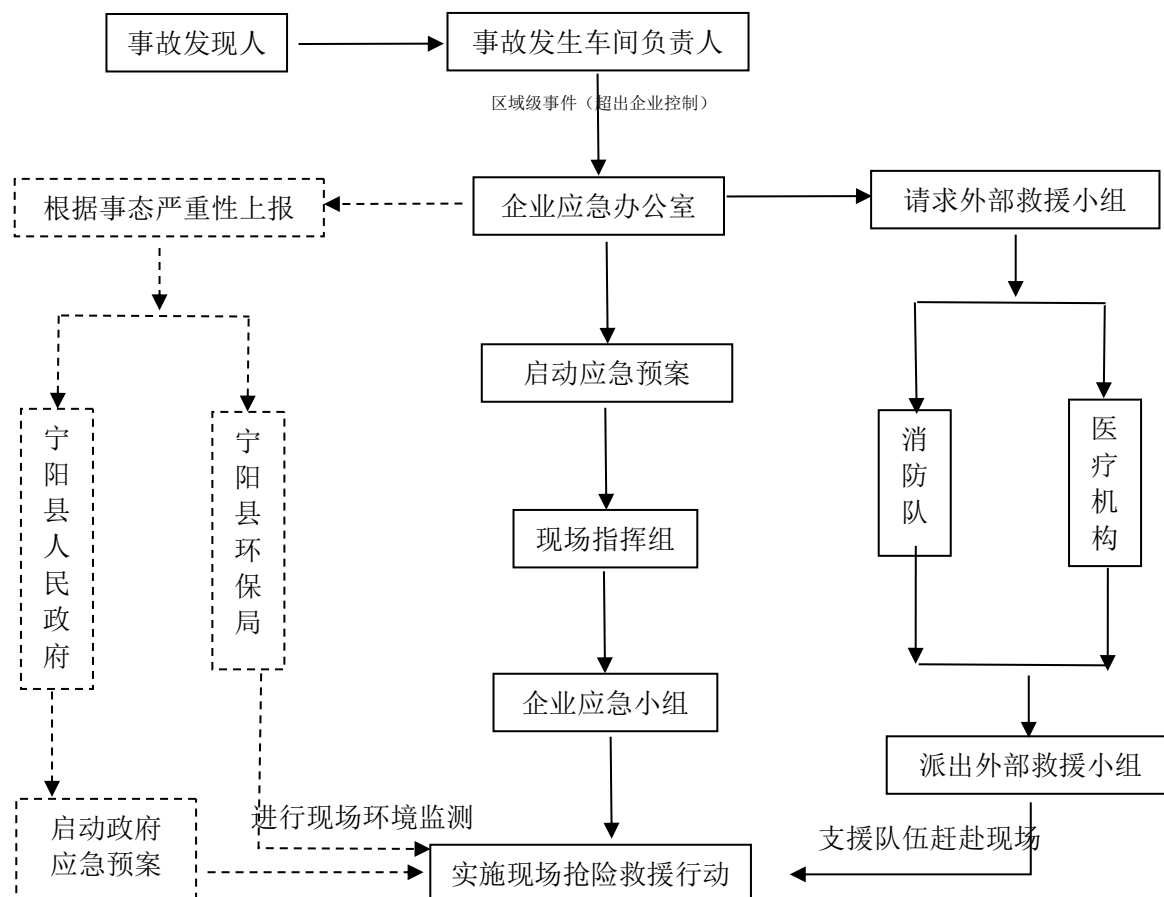 事故发现人
事故发生车间负责人
区域级事件（超出企业控制）
根据事态严重性上报
企业应急办公室
请求外部救援小组
启动应急预案
宁阳县人民政府
宁阳县环保局
消防队
医疗机构
现场指挥组
企业应急小组
派出外部救援小组
启动政府
应急预案
进行现场环境监测
支援队伍赶赴现场
实施现场抢险救援行动